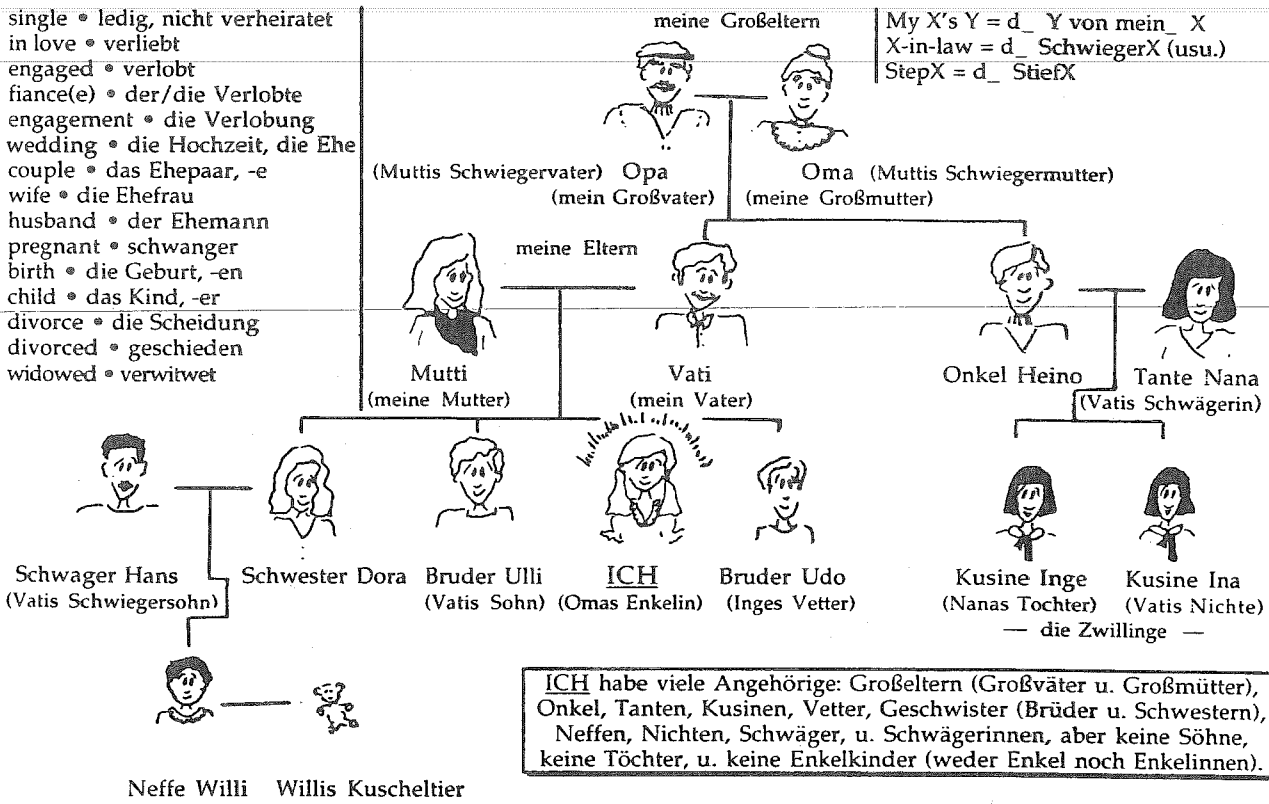 single • ledig, nicht verheiratet
in love • verliebt
engaged • verlobt
fiance(e) • der/die Verlobte
engagement • die Verlobung
wedding • die Hochzeit, die Ehe
couple • das Ehepaar, -e
wife • die Ehefrau
husband • der Ehemann
pregnant • schwanger
birth • die Geburt, -en
child • das Kind, -er
divorce • die Scheidung
divorced • geschieden
widowed • verwitwet
meine Großeltern
My X's Y = d_ Y von mein_ X
X-in-law = d_ SchwiegerX (usu.)
StepX = d_ StiefX
(Muttis Schwiegervater) Opa
(mein Großvater)
Oma (Muttis Schwiegermutter)
(meine Großmutter)
meine Eltern
Mutti
(meine Mutter)
Vati
(mein Vater)
Onkel Heino
Tante Nana
(Vatis Schwägerin)
Schwager Hans
(Vatis Schwiegersohn)
Schwester Dora
Bruder Ulli
(Vatis Sohn)
ICH
(Omas Enkelin)
Bruder Udo
(Inges Vetter)
Kusine Inge
(Nanas Tochter)
Kusine Ina
(Vatis Nichte)
— die Zwillinge —
Neffe Willi
Willis Kuscheltier
ICH habe viele Angehörige: Großeltern (Großväter u. Großmütter),
Onkel, Tanten, Kusinen, Vetter, Geschwister (Brüder u. Schwestern),
Neffen, Nichten, Schwäger, u. Schwägerinnen, aber keine Söhne,
keine Töchter, u. keine Enkelkinder (weder Enkel noch Enkelinnen).